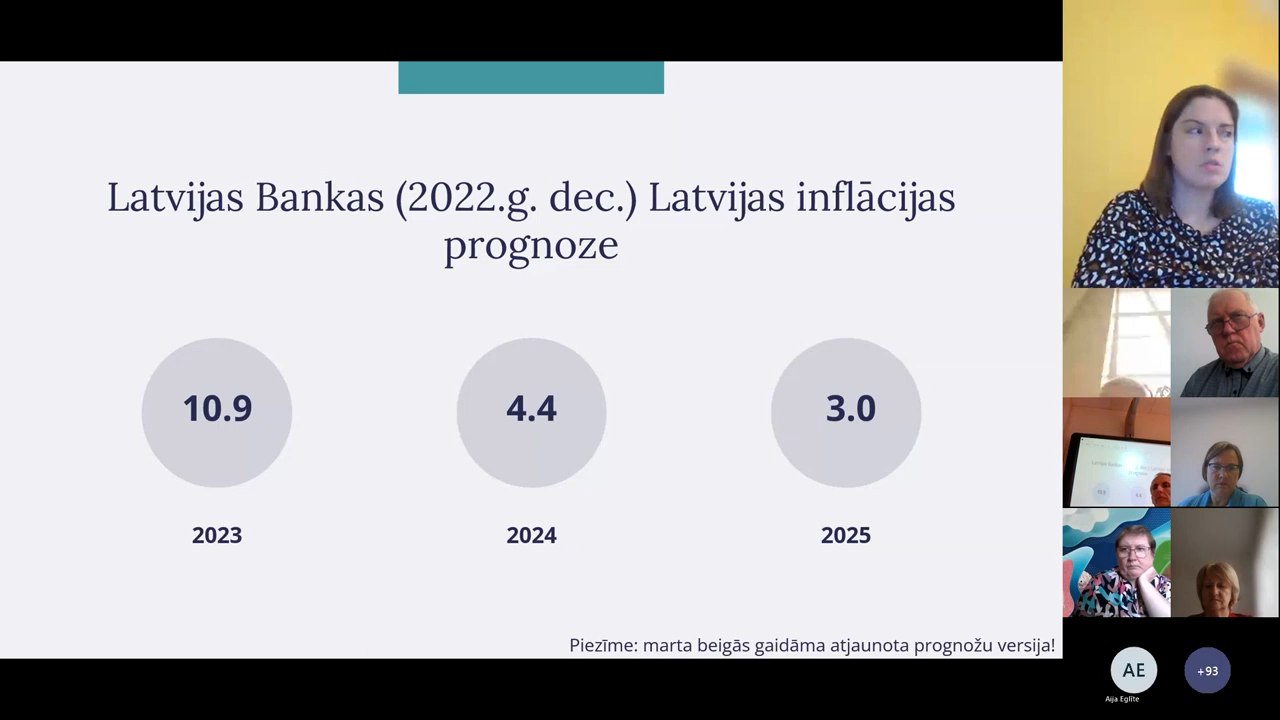 Latvijas Bankas (2022.g. dec.) Latvijas inflācijas
prognoze
10.9
4.4
3.0
2023
2024
2025
Piezīme: marta beigās gaidāma atjaunota prognožu versija!
AE
+93
Aija Eglīte